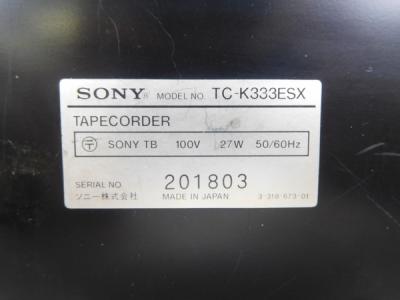 SONY® MODEL NO. TC-K333ESX
TAPECORDER
〒 SONY TB 100V 27W 50/60Hz
SERIAL NO. 201803
ソニー株式会社 MADE IN JAPAN 3-318-673-01